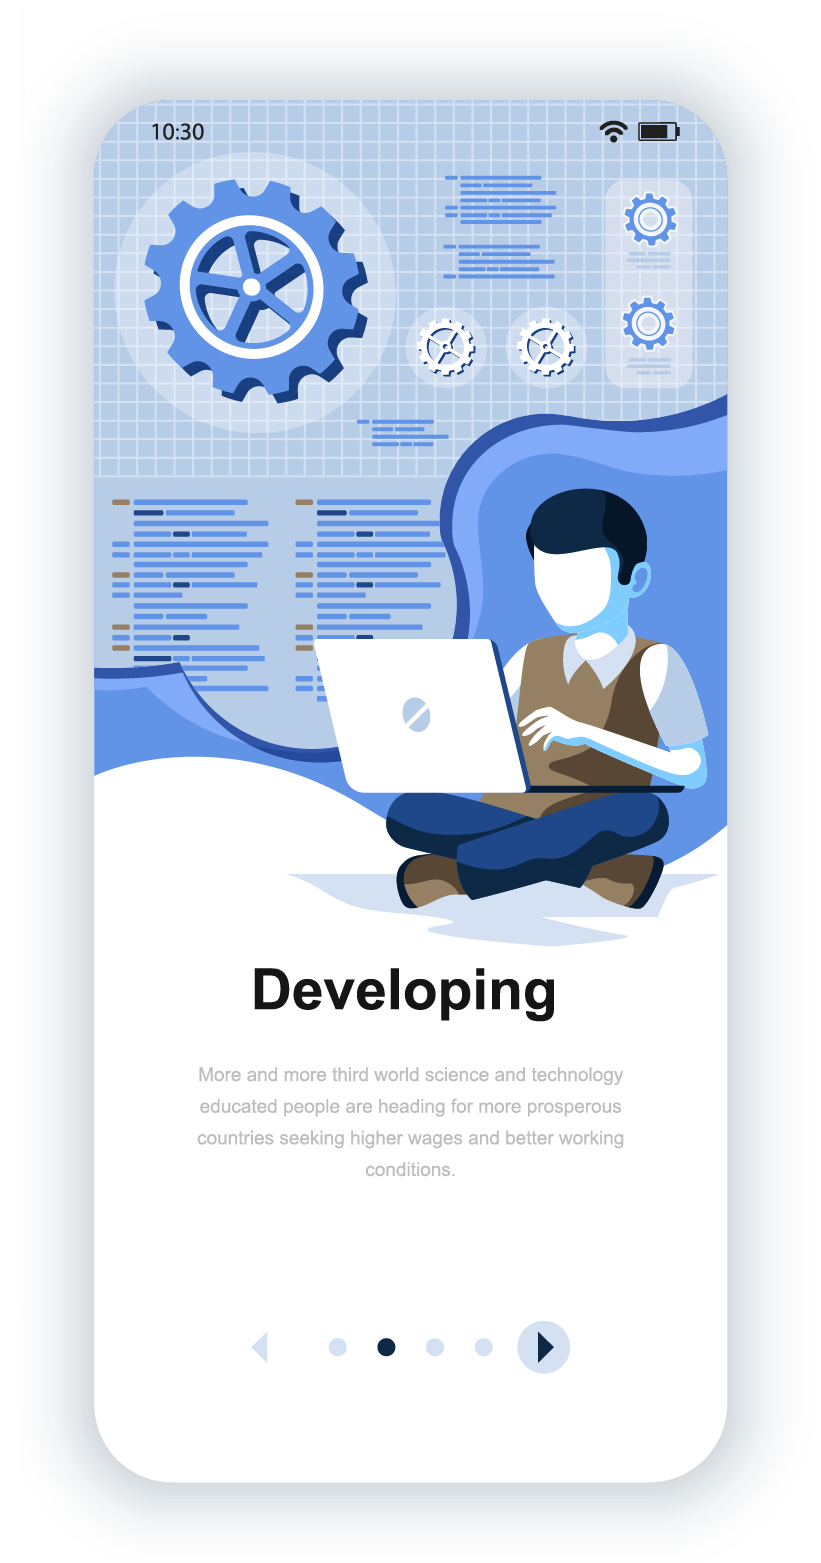 10:30
Developing
More and more third world science and technology
educated people are heading for more prosperous
countries seeking higher wages and better working
conditions.